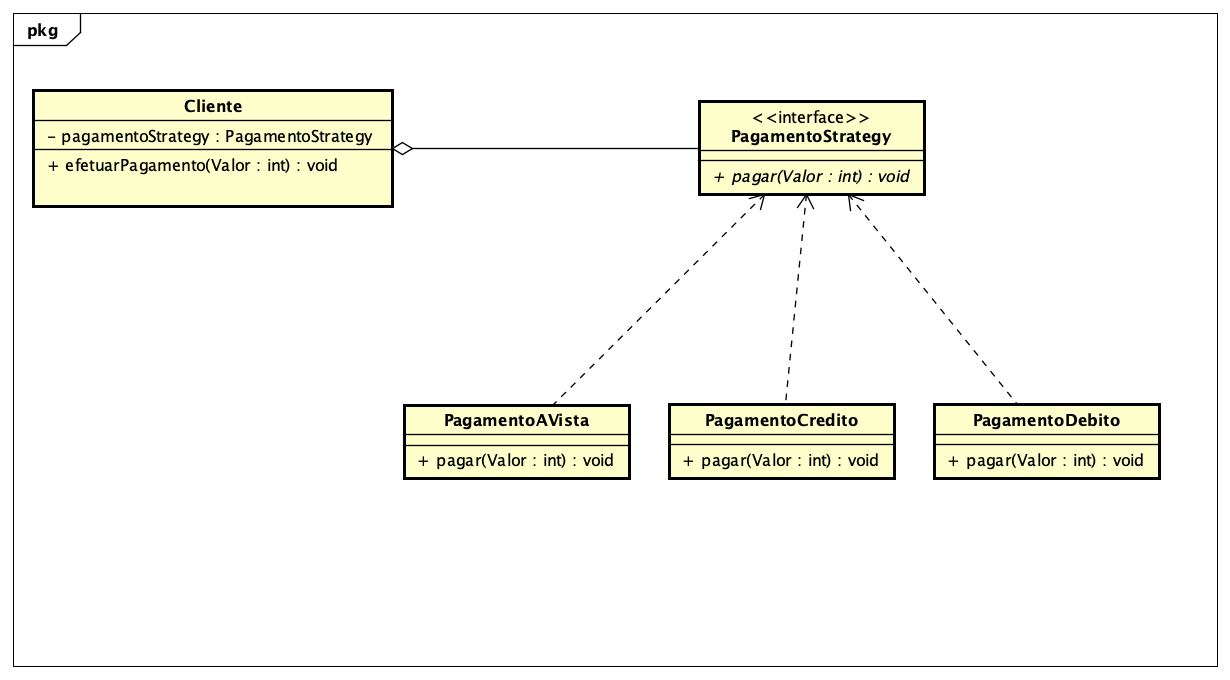 pkg
Cliente
- pagamentoStrategy : PagamentoStrategy
+ efetuarPagamento(Valor : int) : void
<<interface>>
PagamentoStrategy
+ pagar(Valor : int) : void
PagamentoAVista
+ pagar(Valor : int) : void
PagamentoCredito
+ pagar(Valor : int) : void
PagamentoDebito
+ pagar(Valor : int) : void